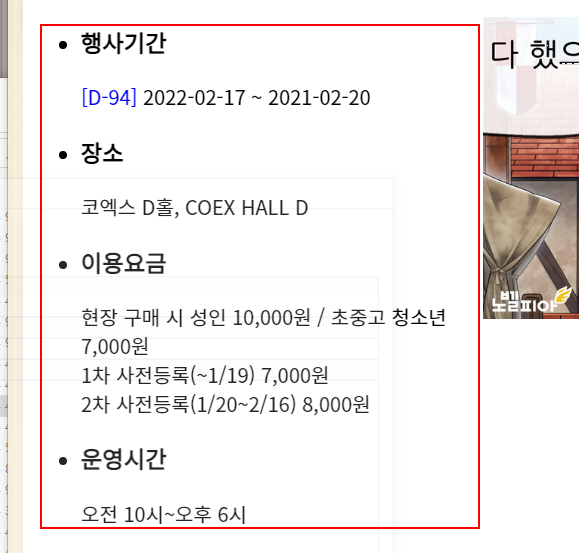 행사기간
[D-94] 2022-02-17 ~ 2021-02-20
장소
코엑스 D홀, COEX HALL D
이용요금
현장 구매 시 성인 10,000원 / 초중고 청소년
7,000원
1차 사전등록(~1/19) 7,000원
2차 사전등록(1/20~2/16) 8,000원
운영시간
오전 10시~오후 6시
다 했으
노벨피아